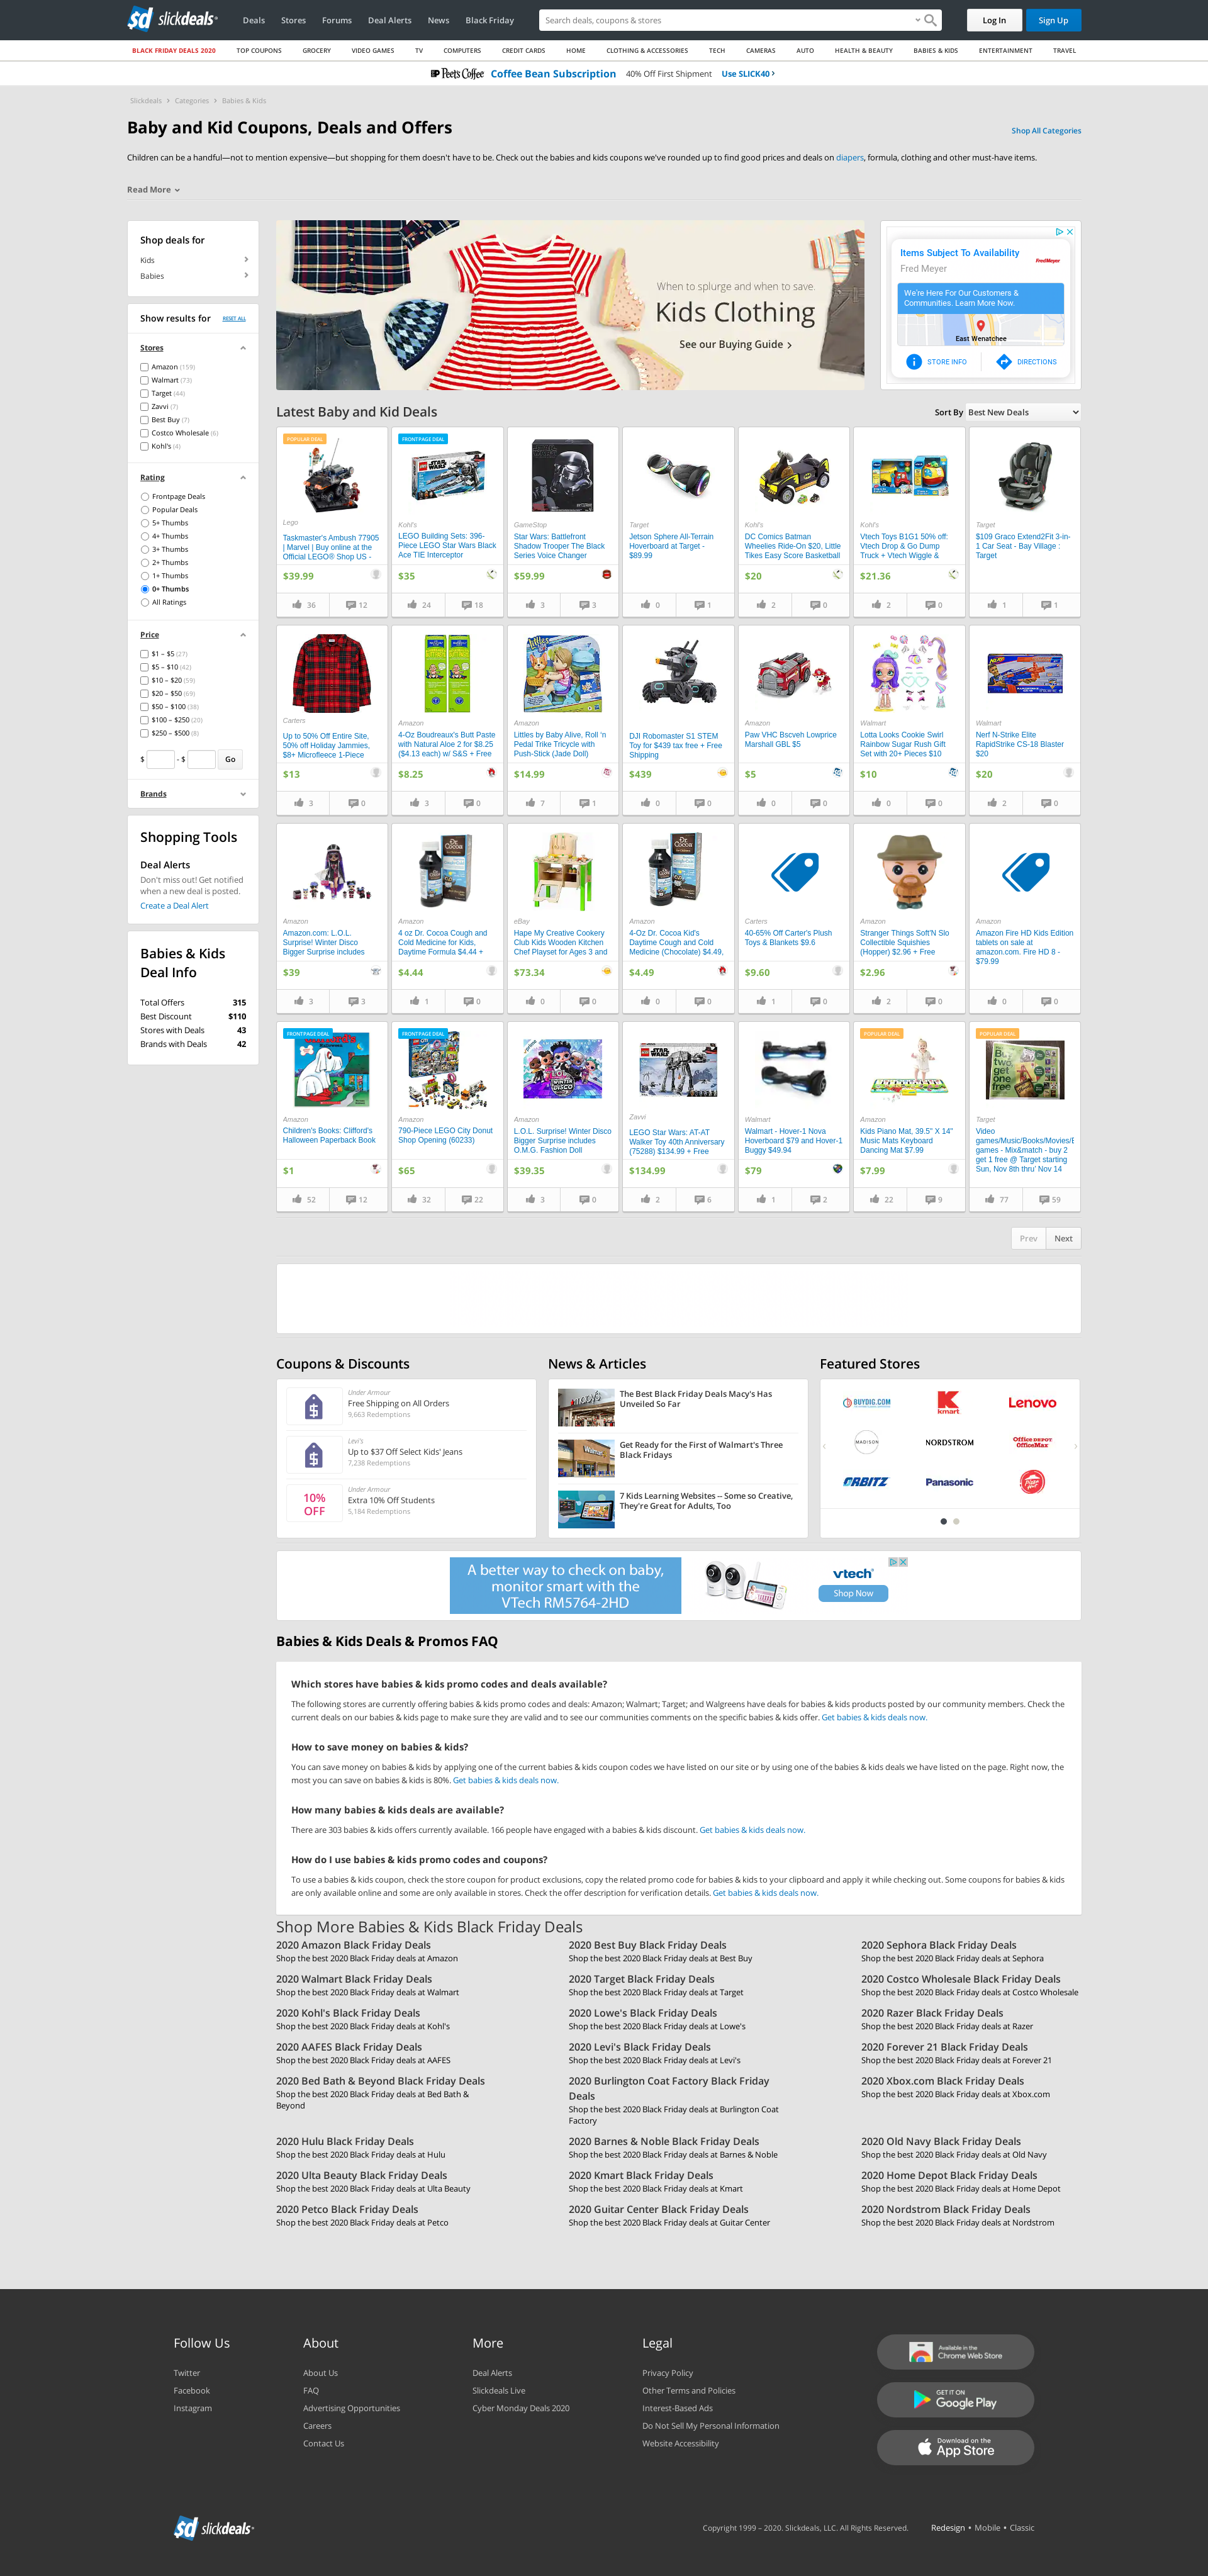 slickdeals
Deals
Stores
Forums
Deal Alerts
News
Black Friday
Search deals, coupons & stores
Log In
Sign Up
BLACK FRIDAY DEALS 2020
TOP COUPONS
GROCERY
VIDEO GAMES
TV
COMPUTERS
CREDIT CARDS
HOME
CLOTHING & ACCESSORIES
TECH
CAMERAS
AUTO
HEALTH & BEAUTY
BABIES & KIDS
ENTERTAINMENT
TRAVEL
Peet's Coffee Coffee Bean Subscription 40% Off First Shipment Use SLICK40 >
Slickdeals > Categories > Babies & Kids
Baby and Kid Coupons, Deals and Offers
Shop All Categories
Children can be a handful—not to mention expensive—but shopping for them doesn't have to be. Check out the babies and kids coupons we've rounded up to find good prices and deals on diapers, formula, clothing and other must-have items.
Read More
Shop deals for
Kids
Babies
Show results for
RESET ALL
Stores
Amazon (159)
Walmart (73)
Target (44)
Zavvi (7)
Best Buy (7)
Costco Wholesale (6)
Kohl's (4)
Rating
Frontpage Deals
Popular Deals
5+ Thumbs
4+ Thumbs
3+ Thumbs
2+ Thumbs
1+ Thumbs
0+ Thumbs
All Ratings
Price
$1 – $5 (27)
$5 – $10 (42)
$10 – $20 (59)
$20 – $50 (69)
$50 – $100 (38)
$100 – $250 (20)
$250 – $500 (8)
$ - $ Go
Brands
Shopping Tools
Deal Alerts
Don't miss out! Get notified
when a new deal is posted.
Create a Deal Alert
Babies & Kids
Deal Info
Total Offers 315
Best Discount $110
Stores with Deals 43
Brands with Deals 42
When to splurge and when to save.
Kids Clothing
See our Buying Guide >
Items Subject To Availability
Fred Meyer
Fred Meyer
We're Here For Our Customers &
Communities. Learn More Now.
East Wenatchee
STORE INFO
DIRECTIONS
Latest Baby and Kid Deals
Sort By Best New Deals
POPULAR DEAL
Lego
Taskmaster's Ambush 77905
| Marvel | Buy online at the
Official LEGO® Shop US -
$39.99
36 12
FRONTPAGE DEAL
Kohl's
LEGO Building Sets: 396-
Piece LEGO Star Wars Black
Ace TIE Interceptor
$35
24 18
GameStop
Star Wars: Battlefront
Shadow Trooper The Black
Series Voice Changer
$59.99
3 3
Target
Jetson Sphere All-Terrain
Hoverboard at Target -
$89.99
0 1
Kohl's
DC Comics Batman
Wheelies Ride-On $20, Little
Tikes Easy Score Basketball
$20
2 0
Kohl's
Vtech Toys B1G1 50% off:
Vtech Drop & Go Dump
Truck + Vtech Wiggle &
$21.36
2 0
Target
$109 Graco Extend2Fit 3-in-
1 Car Seat - Bay Village :
Target
1 1
Carters
Up to 50% Off Entire Site,
50% off Holiday Jammies,
$8+ Microfleece 1-Piece
$13
3 0
Amazon
4-Oz Boudreaux's Butt Paste
with Natural Aloe 2 for $8.25
($4.13 each) w/ S&S + Free
$8.25
3 0
Amazon
Littles by Baby Alive, Roll 'n
Pedal Trike Tricycle with
Push-Stick (Jade Doll)
$14.99
7 1
DJI Robomaster S1 STEM
Toy for $439 tax free + Free
Shipping
$439
0 0
Amazon
Paw VHC Bscveh Lowprice
Marshall GBL $5
$5
0 0
Walmart
Lotta Looks Cookie Swirl
Rainbow Sugar Rush Gift
Set with 20+ Pieces $10
$10
0 0
Walmart
Nerf N-Strike Elite
RapidStrike CS-18 Blaster
$20
$20
2 0
Amazon
Amazon.com: L.O.L.
Surprise! Winter Disco
Bigger Surprise includes
$39
3 3
Amazon
4 oz Dr. Cocoa Cough and
Cold Medicine for Kids,
Daytime Formula $4.44 +
$4.44
1 0
eBay
Hape My Creative Cookery
Club Kids Wooden Kitchen
Chef Playset for Ages 3 and
$73.34
0 0
Amazon
4-Oz Dr. Cocoa Kid's
Daytime Cough and Cold
Medicine (Chocolate) $4.49,
$4.49
0 0
Carters
40-65% Off Carter's Plush
Toys & Blankets $9.6
$9.60
1 0
Amazon
Stranger Things Soft'N Slo
Collectible Squishies
(Hopper) $2.96 + Free
$2.96
2 0
Amazon
Amazon Fire HD Kids Edition
tablets on sale at
amazon.com. Fire HD 8 -
$79.99
0 0
FRONTPAGE DEAL
Amazon
Children's Books: Clifford's
Halloween Paperback Book
$1
52 12
FRONTPAGE DEAL
Amazon
790-Piece LEGO City Donut
Shop Opening (60233)
$65
32 22
Amazon
L.O.L. Surprise! Winter Disco
Bigger Surprise includes
O.M.G. Fashion Doll
$39.35
3 0
Zavvi
LEGO Star Wars: AT-AT
Walker Toy 40th Anniversary
(75288) $134.99 + Free
$134.99
2 6
Walmart
Walmart - Hover-1 Nova
Hoverboard $79 and Hover-1
Buggy $49.94
$79
1 2
POPULAR DEAL
Amazon
Kids Piano Mat, 39.5" X 14"
Music Mats Keyboard
Dancing Mat $7.99
$7.99
22 9
POPULAR DEAL
Target
Video
games/Music/Books/Movies/E
games - Mix&match - buy 2
get 1 free @ Target starting
Sun, Nov 8th thru' Nov 14
77 59
Prev Next
Coupons & Discounts
Under Armour
Free Shipping on All Orders
9,663 Redemptions
Levi's
Up to $37 Off Select Kids' Jeans
7,238 Redemptions
10%
OFF
Under Armour
Extra 10% Off Students
5,184 Redemptions
News & Articles
The Best Black Friday Deals Macy's Has
Unveiled So Far
Get Ready for the First of Walmart's Three
Black Fridays
7 Kids Learning Websites -- Some so Creative,
They're Great for Adults, Too
Featured Stores
BUYDIG.COM
kmart
Lenovo
MADISON
NORDSTROM
Office DEPOT
OfficeMax
ORBITZ
Panasonic
Pizza Hut
A better way to check on baby,
monitor smart with the
VTech RM5764-2HD
vtech
Shop Now
Babies & Kids Deals & Promos FAQ
Which stores have babies & kids promo codes and deals available?
The following stores are currently offering babies & kids promo codes and deals: Amazon; Walmart; Target; and Walgreens have deals for babies & kids products posted by our community members. Check the
current deals on our babies & kids page to make sure they are valid and to see our communities comments on the specific babies & kids offer. Get babies & kids deals now.
How to save money on babies & kids?
You can save money on babies & kids by applying one of the current babies & kids coupon codes we have listed on our site or by using one of the babies & kids deals we have listed on the page. Right now, the
most you can save on babies & kids is 80%. Get babies & kids deals now.
How many babies & kids deals are available?
There are 303 babies & kids offers currently available. 166 people have engaged with a babies & kids discount. Get babies & kids deals now.
How do I use babies & kids promo codes and coupons?
To use a babies & kids coupon, check the store coupon for product exclusions, copy the related promo code for babies & kids to your clipboard and apply it while checking out. Some coupons for babies & kids
are only available online and some are only available in stores. Check the offer description for verification details. Get babies & kids deals now.
Shop More Babies & Kids Black Friday Deals
2020 Amazon Black Friday Deals
Shop the best 2020 Black Friday deals at Amazon
2020 Best Buy Black Friday Deals
Shop the best 2020 Black Friday deals at Best Buy
2020 Sephora Black Friday Deals
Shop the best 2020 Black Friday deals at Sephora
2020 Walmart Black Friday Deals
Shop the best 2020 Black Friday deals at Walmart
2020 Target Black Friday Deals
Shop the best 2020 Black Friday deals at Target
2020 Costco Wholesale Black Friday Deals
Shop the best 2020 Black Friday deals at Costco Wholesale
2020 Kohl's Black Friday Deals
Shop the best 2020 Black Friday deals at Kohl's
2020 Lowe's Black Friday Deals
Shop the best 2020 Black Friday deals at Lowe's
2020 Razer Black Friday Deals
Shop the best 2020 Black Friday deals at Razer
2020 AAFES Black Friday Deals
Shop the best 2020 Black Friday deals at AAFES
2020 Levi's Black Friday Deals
Shop the best 2020 Black Friday deals at Levi's
2020 Forever 21 Black Friday Deals
Shop the best 2020 Black Friday deals at Forever 21
2020 Bed Bath & Beyond Black Friday Deals
Shop the best 2020 Black Friday deals at Bed Bath &
Beyond
2020 Burlington Coat Factory Black Friday
Deals
Shop the best 2020 Black Friday deals at Burlington Coat
Factory
2020 Xbox.com Black Friday Deals
Shop the best 2020 Black Friday deals at Xbox.com
2020 Hulu Black Friday Deals
Shop the best 2020 Black Friday deals at Hulu
2020 Barnes & Noble Black Friday Deals
Shop the best 2020 Black Friday deals at Barnes & Noble
2020 Old Navy Black Friday Deals
Shop the best 2020 Black Friday deals at Old Navy
2020 Ulta Beauty Black Friday Deals
Shop the best 2020 Black Friday deals at Ulta Beauty
2020 Kmart Black Friday Deals
Shop the best 2020 Black Friday deals at Kmart
2020 Home Depot Black Friday Deals
Shop the best 2020 Black Friday deals at Home Depot
2020 Petco Black Friday Deals
Shop the best 2020 Black Friday deals at Petco
2020 Guitar Center Black Friday Deals
Shop the best 2020 Black Friday deals at Guitar Center
2020 Nordstrom Black Friday Deals
Shop the best 2020 Black Friday deals at Nordstrom
Follow Us
Twitter
Facebook
Instagram
About
About Us
FAQ
Advertising Opportunities
Careers
Contact Us
More
Deal Alerts
Slickdeals Live
Cyber Monday Deals 2020
Legal
Privacy Policy
Other Terms and Policies
Interest-Based Ads
Do Not Sell My Personal Information
Website Accessibility
Available in the
Chrome Web Store
GET IT ON
Google Play
Download on the
App Store
slickdeals
Copyright 1999 – 2020. Slickdeals, LLC. All Rights Reserved.
Redesign • Mobile • Classic